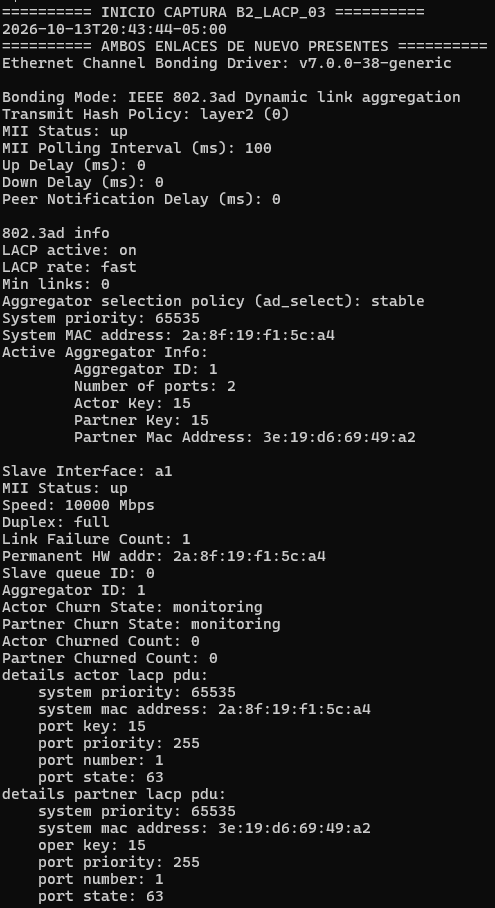 ========== INICIO CAPTURA B2_LACP_03 ==========
2026-10-13T20:43:44-05:00
========== AMBOS ENLACES DE NUEVO PRESENTES ==========
Ethernet Channel Bonding Driver: v7.0.0-38-generic

Bonding Mode: IEEE 802.3ad Dynamic link aggregation
Transmit Hash Policy: layer2 (0)
MII Status: up
MII Polling Interval (ms): 100
Up Delay (ms): 0
Down Delay (ms): 0
Peer Notification Delay (ms): 0

802.3ad info
LACP active: on
LACP rate: fast
Min links: 0
Aggregator selection policy (ad_select): stable
System priority: 65535
System MAC address: 2a:8f:19:f1:5c:a4
Active Aggregator Info:
        Aggregator ID: 1
        Number of ports: 2
        Actor Key: 15
        Partner Key: 15
        Partner Mac Address: 3e:19:d6:69:49:a2

Slave Interface: a1
MII Status: up
Speed: 10000 Mbps
Duplex: full
Link Failure Count: 1
Permanent HW addr: 2a:8f:19:f1:5c:a4
Slave queue ID: 0
Aggregator ID: 1
Actor Churn State: monitoring
Partner Churn State: monitoring
Actor Churned Count: 0
Partner Churned Count: 0
details actor lacp pdu:
    system priority: 65535
    system mac address: 2a:8f:19:f1:5c:a4
    port key: 15
    port priority: 255
    port number: 1
    port state: 63
details partner lacp pdu:
    system priority: 65535
    system mac address: 3e:19:d6:69:49:a2
    oper key: 15
    port priority: 255
    port number: 1
    port state: 63